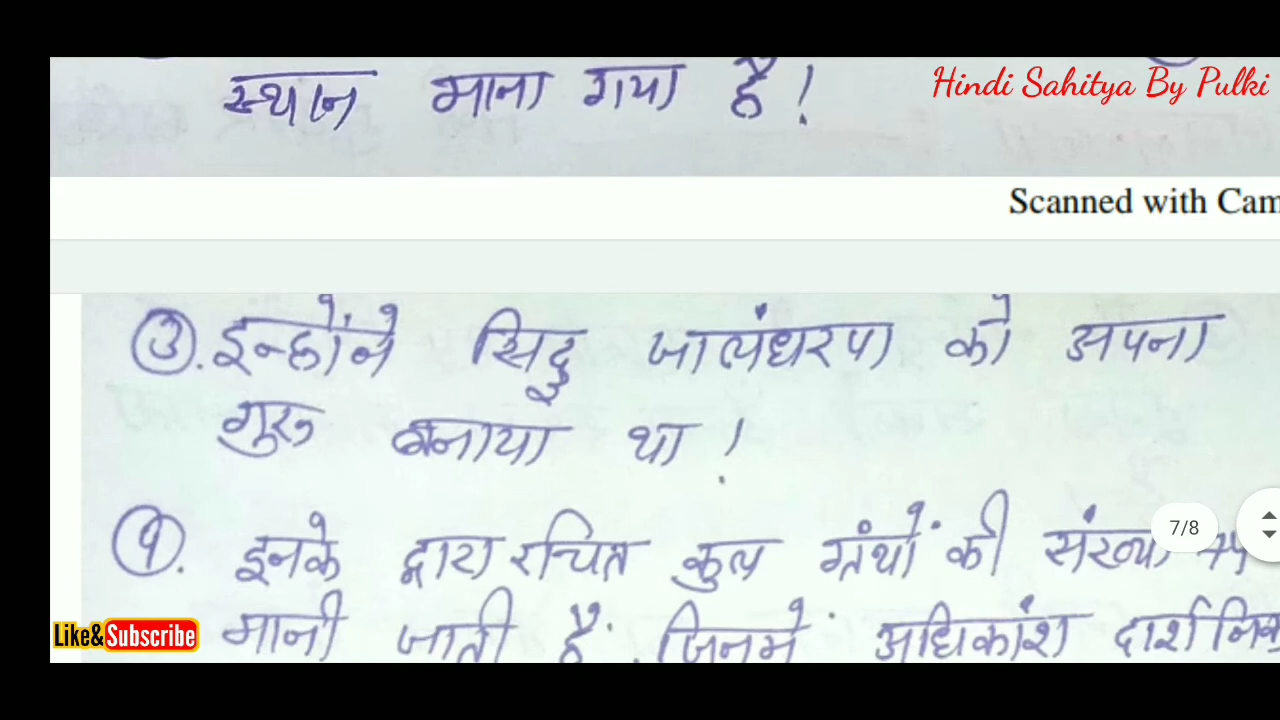 स्थान माना गया है!
Hindi Sahitya By Pulki
Scanned with Cam
③. इन्होंने सिद्ध जालंधरपा को अपना
गुरु बनाया था!
④. इनके द्वारा रचित कुल ग्रंथों की संख्या 74
7/8
मानी जाती है. जिनमें अधिकांश दार्शनिक
Like& Subscribe